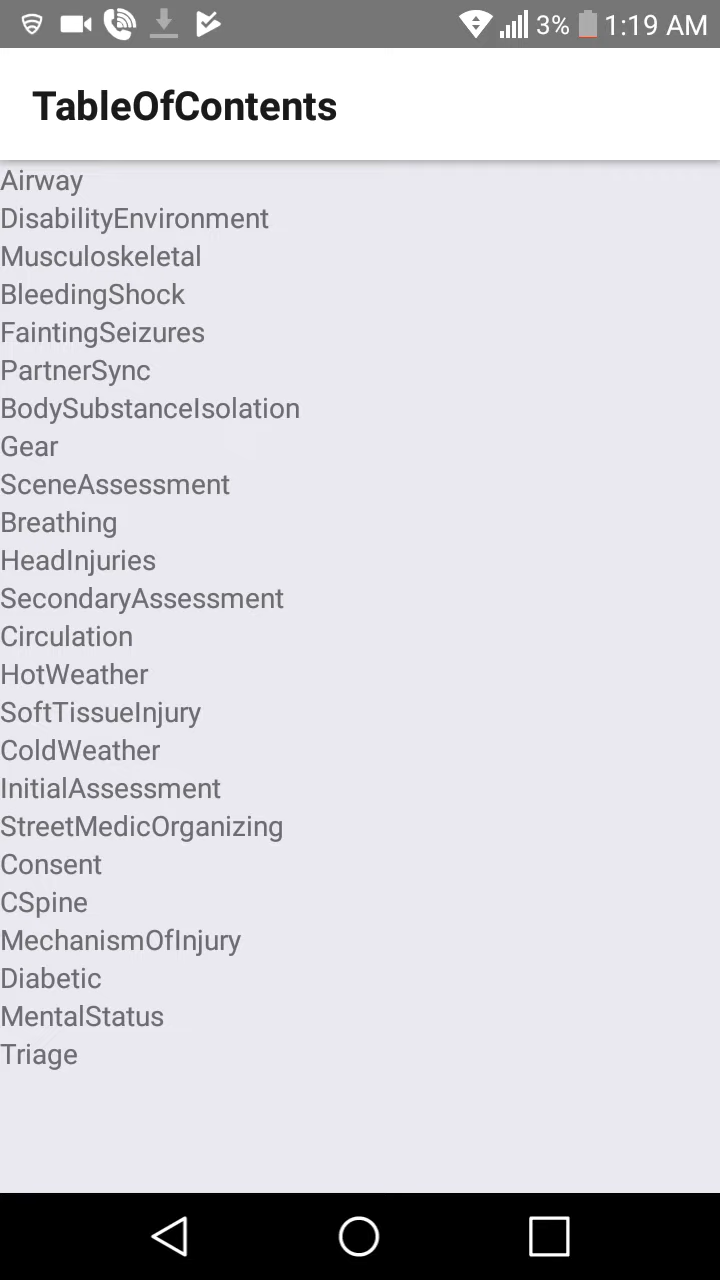 3% 1:19 AM
TableOfContents
Airway
DisabilityEnvironment
Musculoskeletal
BleedingShock
FaintingSeizures
PartnerSync
BodySubstanceIsolation
Gear
SceneAssessment
Breathing
HeadInjuries
SecondaryAssessment
Circulation
HotWeather
SoftTissueInjury
ColdWeather
InitialAssessment
StreetMedicOrganizing
Consent
CSpine
MechanismOfInjury
Diabetic
MentalStatus
Triage